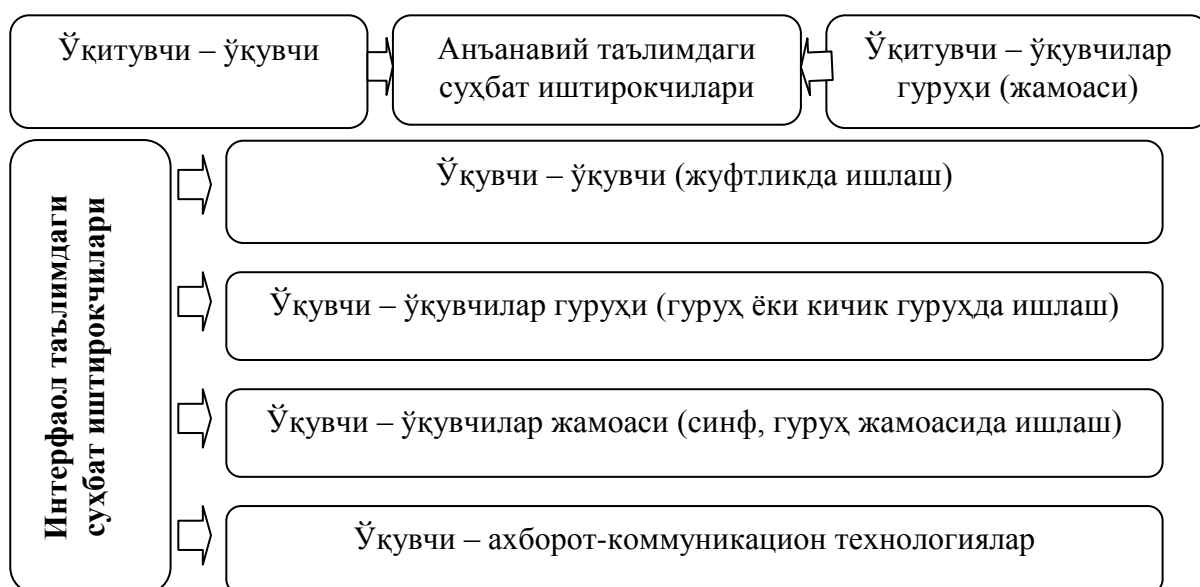 Ўқитувчи – ўқувчи
Анъанавий таълимдаги
суҳбат иштирокчилари
Ўқитувчи – ўқувчилар
гуруҳи (жамоаси)
Интерфаол таълимдаги
суҳбат иштирокчилари
Ўқувчи – ўқувчи (жуфтликда ишлаш)
Ўқувчи – ўқувчилар гуруҳи (гуруҳ ёки кичик гуруҳда ишлаш)
Ўқувчи – ўқувчилар жамоаси (синф, гуруҳ жамоасида ишлаш)
Ўқувчи – ахборот-коммуникацион технологиялар